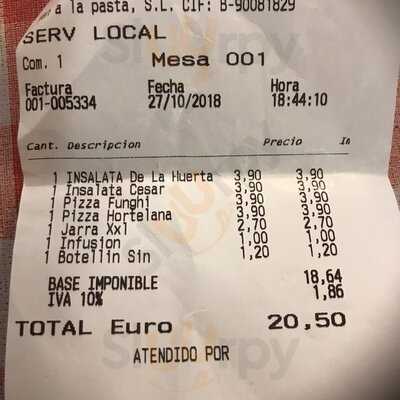 a la pasta, S.L. CIF: B-90081829
SERV LOCAL
Com. 1 Mesa 001
Factura Fecha Hora
001-005334 27/10/2018 18:44:10
Cant. Descripcion Precio
1 INSALATA De La Huerta 3,90 3,90
1 Insalata Cesar 3,90 3,90
1 Pizza Funghi 3,90 3,90
1 Pizza Hortelana 3,90 3,90
1 Jarra Xxl 2,70 2,70
1 Infusion 1,00 1,00
1 Botellin Sin 1,20 1,20
BASE IMPONIBLE 18,64
IVA 10% 1,86
TOTAL Euro 20,50
ATENDIDO POR